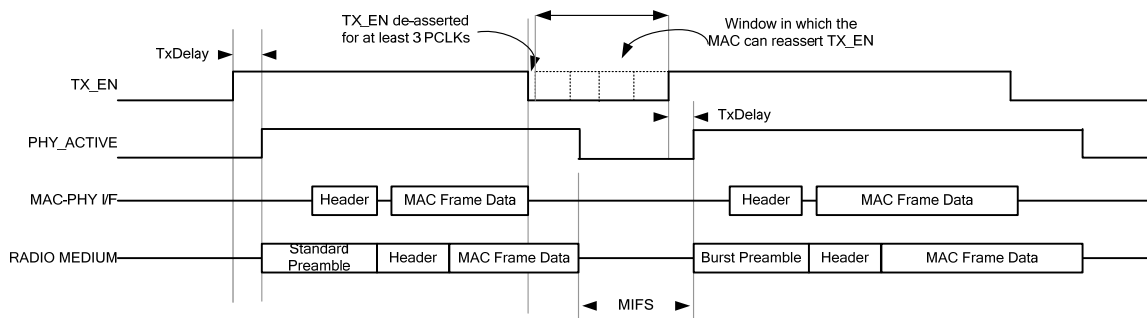 TX_EN de-asserted
for at least 3 PCLKs
Window in which the
MAC can reassert TX_EN
TxDelay
TX_EN
TxDelay
PHY_ACTIVE
MAC-PHY I/F
Header
MAC Frame Data
Header
MAC Frame Data
RADIO MEDIUM
Standard
Preamble
Header
MAC Frame Data
Burst Preamble
Header
MAC Frame Data
MIFS